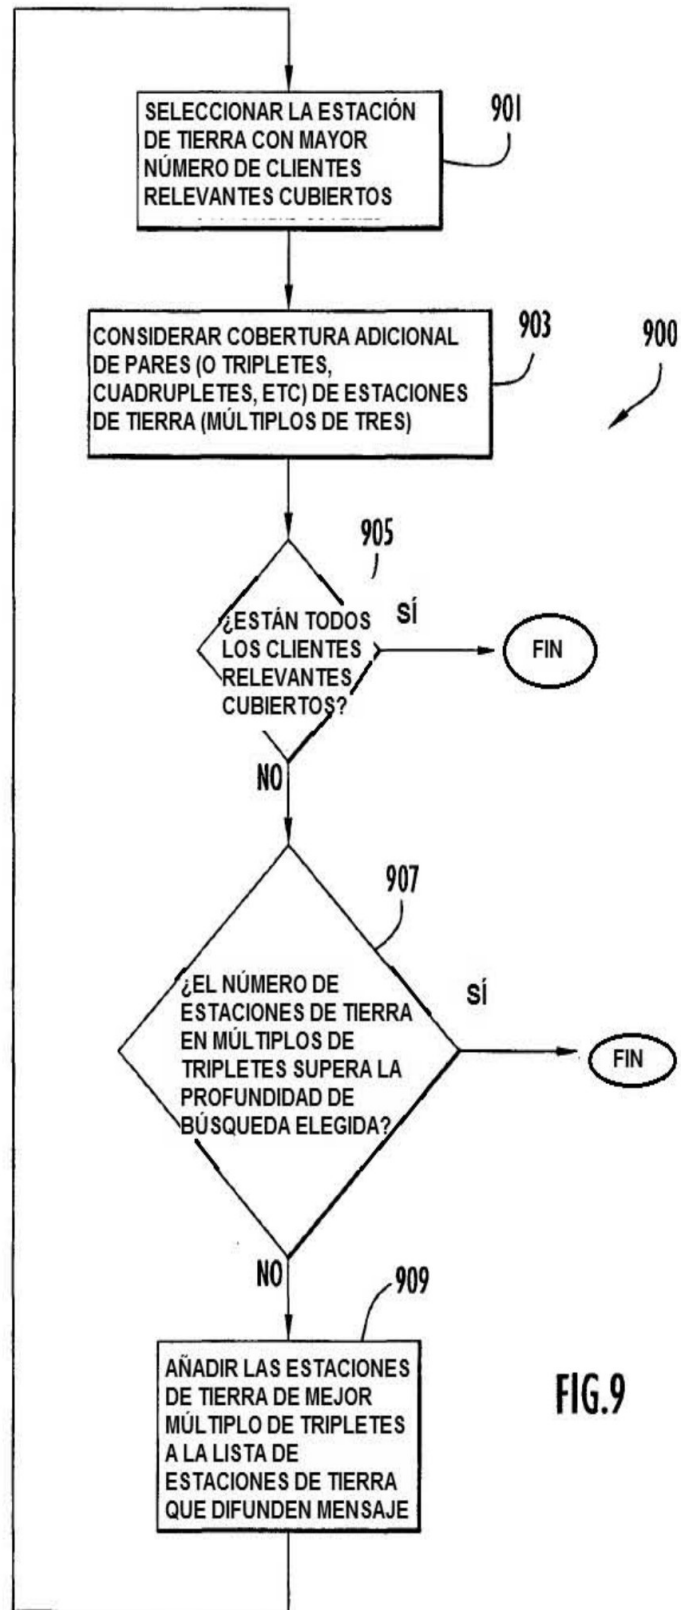 SELECCIONAR LA ESTACIÓN
DE TIERRA CON MAYOR
NÚMERO DE CLIENTES
RELEVANTES CUBIERTOS
901
CONSIDERAR COBERTURA ADICIONAL
DE PARES (O TRIPLETES,
CUADRUPLETES, ETC) DE ESTACIONES
DE TIERRA (MÚLTIPLOS DE TRES)
903
900
905
¿ESTÁN TODOS
LOS CLIENTES
RELEVANTES
CUBIERTOS?
SÍ
FIN
NO
907
¿EL NÚMERO DE
ESTACIONES DE TIERRA
EN MÚLTIPLOS DE
TRIPLETES SUPERA LA
PROFUNDIDAD DE
BÚSQUEDA ELEGIDA?
SÍ
FIN
NO
909
AÑADIR LAS ESTACIONES
DE TIERRA DE MEJOR
MÚLTIPLO DE TRIPLETES
A LA LISTA DE
ESTACIONES DE TIERRA
QUE DIFUNDEN MENSAJE
FIG.9